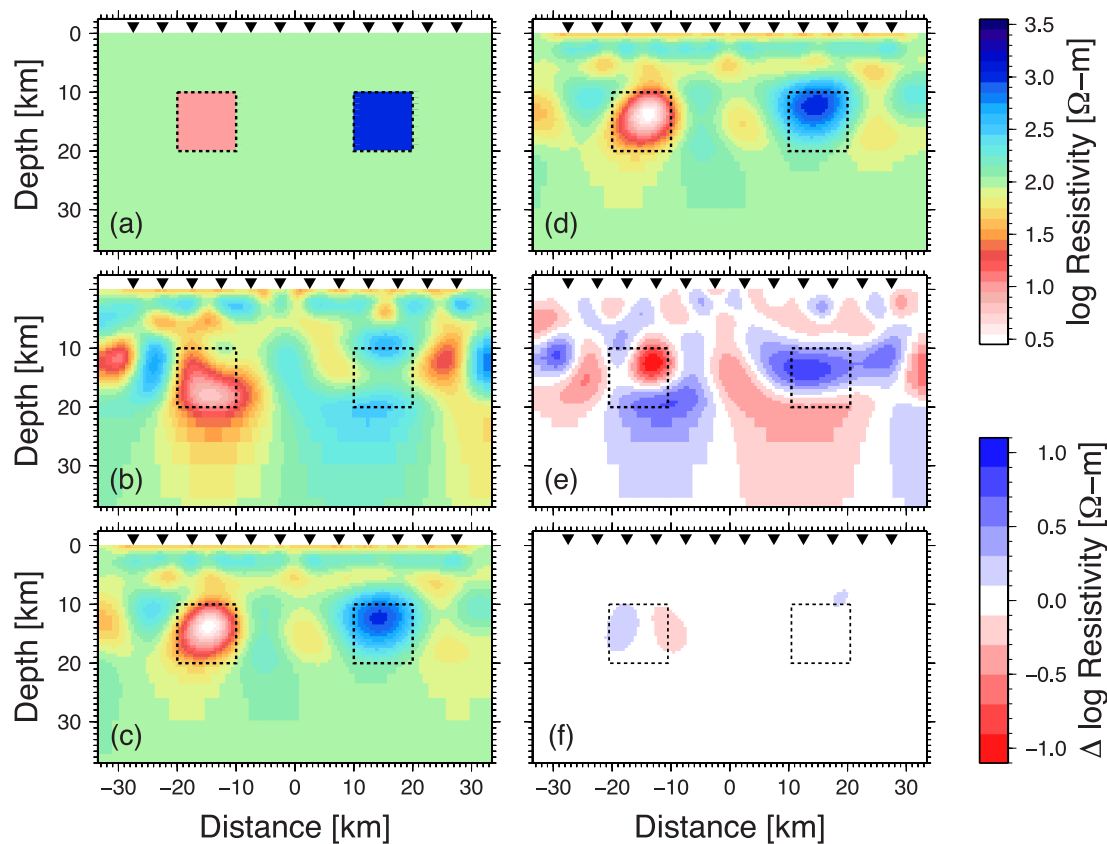 0
10
20
30
Depth [km]
(a)
(d)
3.5
3.0
2.5
2.0
1.5
1.0
0.5
log Resistivity [Ω−m]
0
10
20
30
Depth [km]
(b)
(e)
1.0
0.5
0.0
−0.5
−1.0
Δ log Resistivity [Ω−m]
0
10
20
30
Depth [km]
(c)
(f)
−30 −20 −10 0 10 20 30
−30 −20 −10 0 10 20 30
Distance [km]
Distance [km]